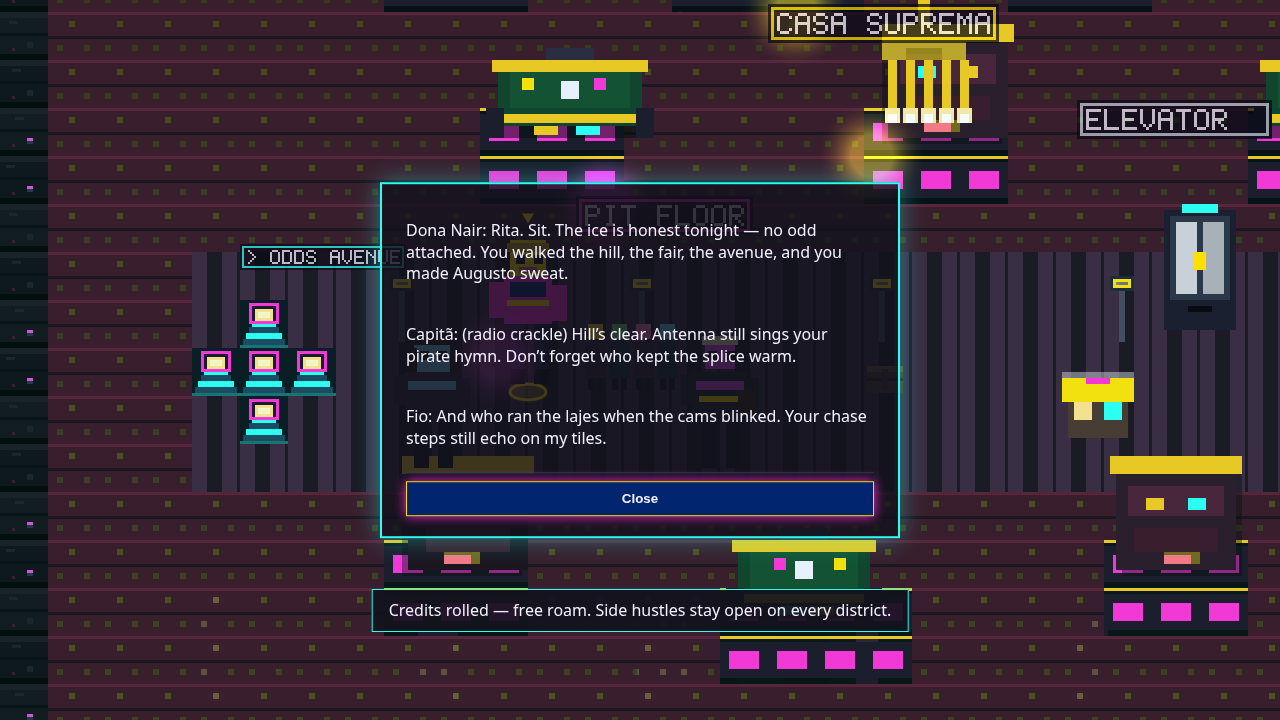 CASA SUPREMA
ELEVATOR
PIT FLOOR
> ODDS AVENUE
Dona Nair: Rita. Sit. The ice is honest tonight — no odd
attached. You walked the hill, the fair, the avenue, and you
made Augusto sweat.
Capitã: (radio crackle) Hill’s clear. Antenna still sings your
pirate hymn. Don’t forget who kept the splice warm.
Fio: And who ran the lajes when the cams blinked. Your chase
steps still echo on my tiles.
Close
Credits rolled — free roam. Side hustles stay open on every district.